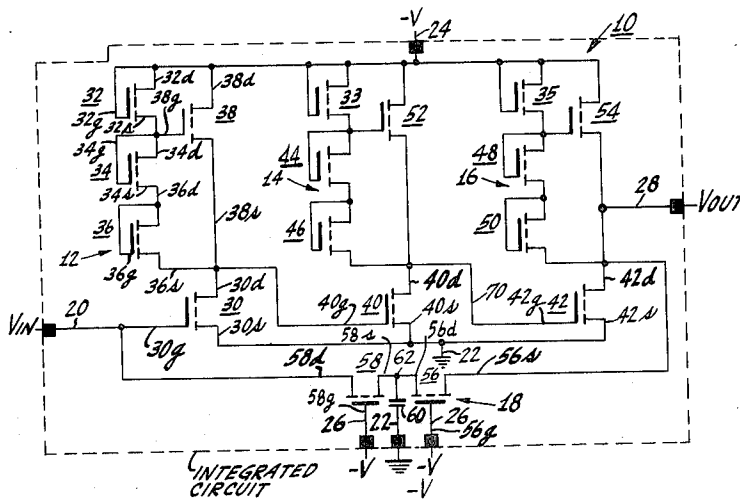 -V
24
10
32
32d
38d
32g
32s
38g
38
34g
34d
34
34s
36d
36
12
36g
36s
38s
33
52
44
14
46
35
54
48
16
50
28
VOUT
30d
30
40d
42d
VIN
20
30g
30s
40g
40
40s
70
42g
42
42s
58s
56d
22
58d
58
62
56
56s
58g
26
22
60
26
56g
18
-V
-V
-V
INTEGRATED
CIRCUIT